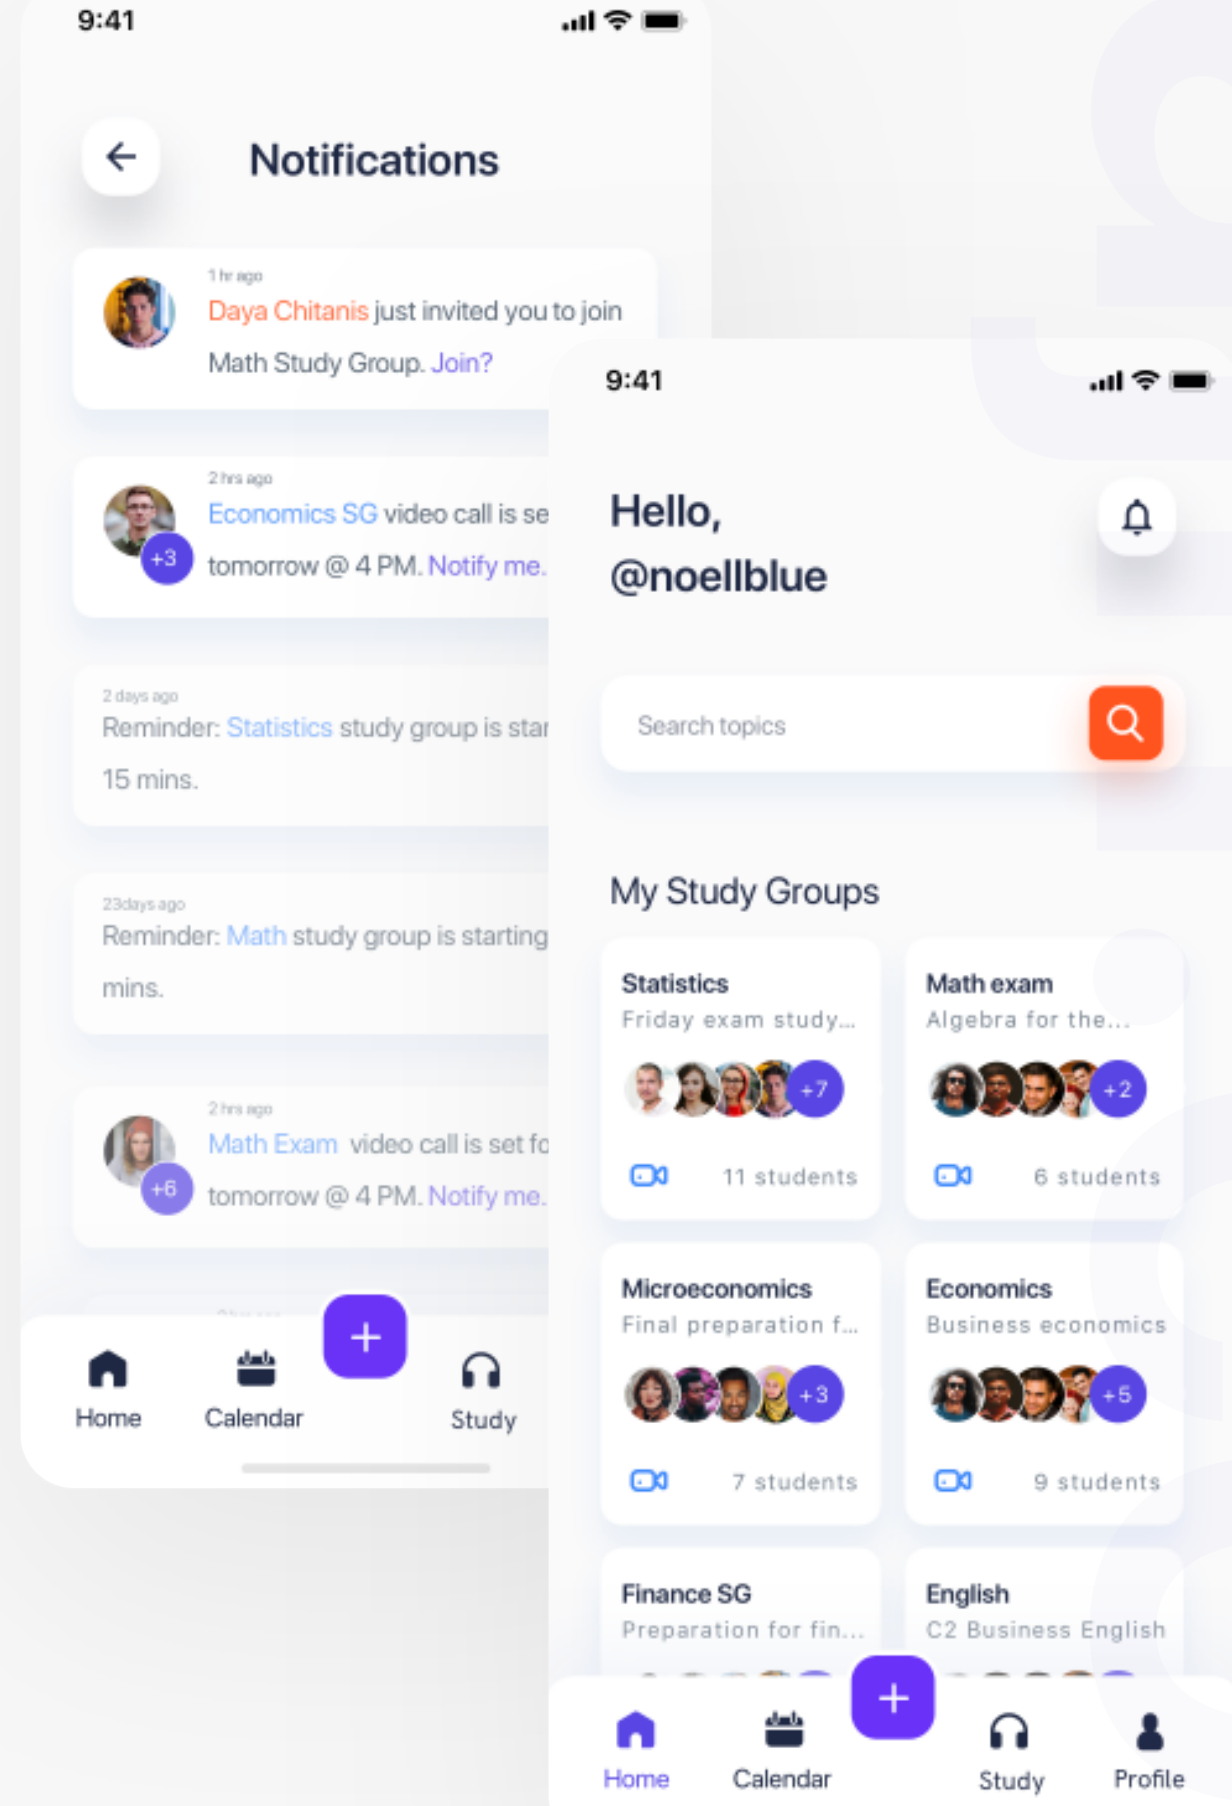 9:41
Notifications
1 hr ago
Daya Chitanis just invited you to join
Math Study Group. Join?
2 hrs ago
Economics SG video call is se
+3
tomorrow @ 4 PM. Notify me.
2 days ago
Reminder: Statistics study group is star
15 mins.
23days ago
Reminder: Math study group is starting
mins.
2 hrs ago
Math Exam video call is set fo
+6
tomorrow @ 4 PM. Notify me.
+
Home
Calendar
Study
9:41
Hello,
@noellblue
Search topics
My Study Groups
Statistics
Friday exam study...
+7
11 students
Math exam
Algebra for the...
+2
6 students
Microeconomics
Final preparation f...
+3
7 students
Economics
Business economics
+5
9 students
Finance SG
Preparation for fin...
English
C2 Business English
+
Home
Calendar
Study
Profile